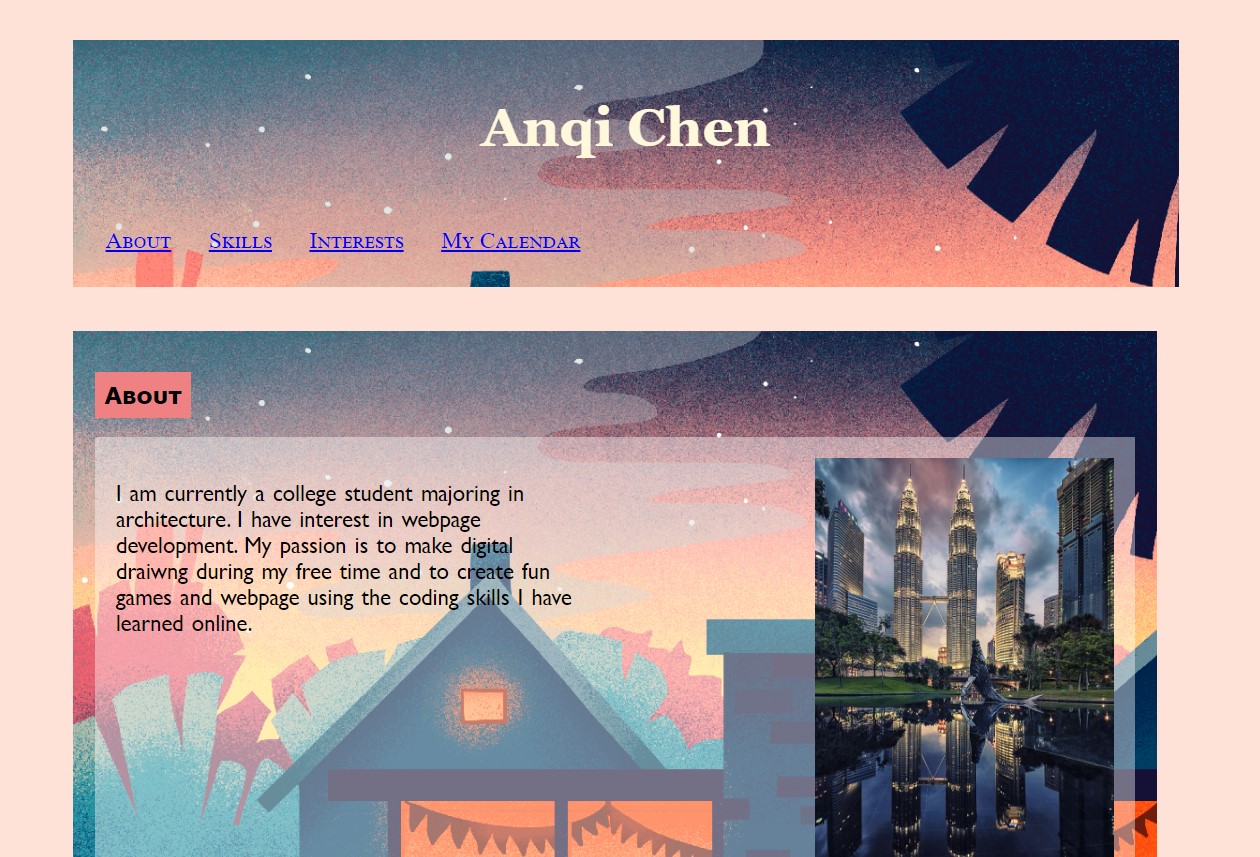 Anqi Chen
About Skills Interests My Calendar
About
I am currently a college student majoring in
architecture. I have interest in webpage
development. My passion is to make digital
draiwng during my free time and to create fun
games and webpage using the coding skills I have
learned online.